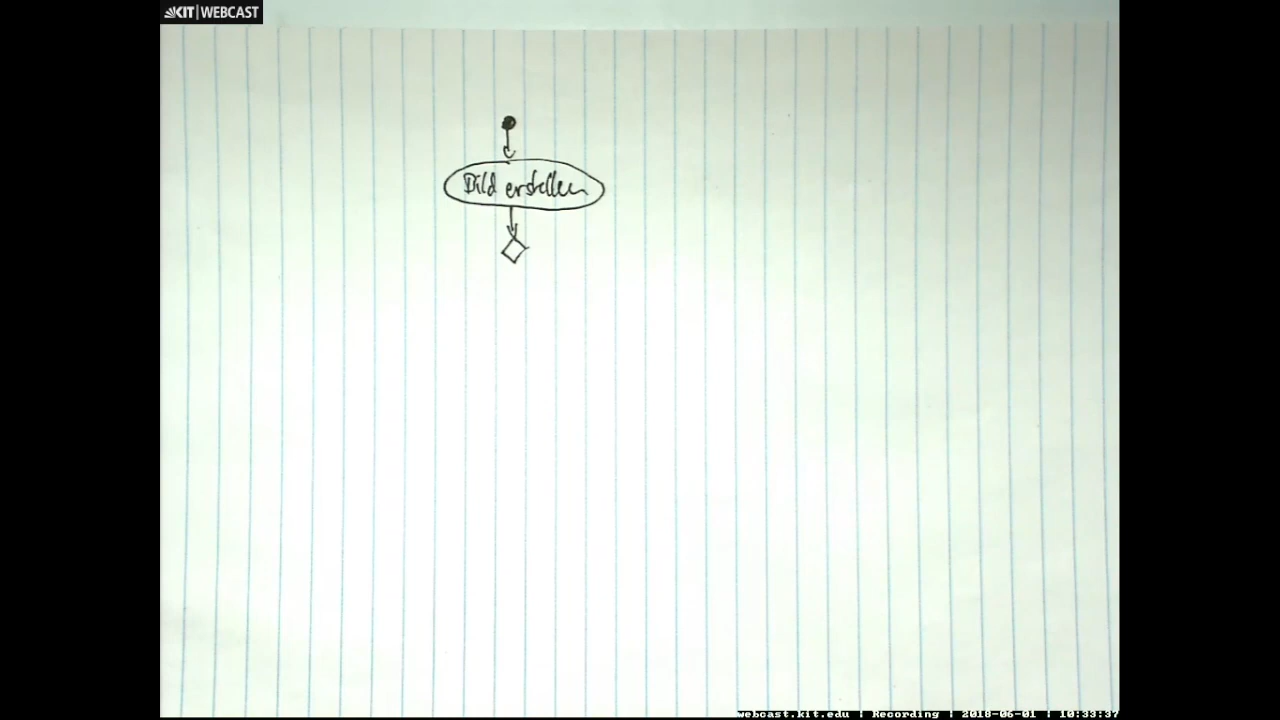 KIT | WEBCAST
Bild erstellen
webcast.kit.edu | Recording | 2018-06-01 | 10:33:37